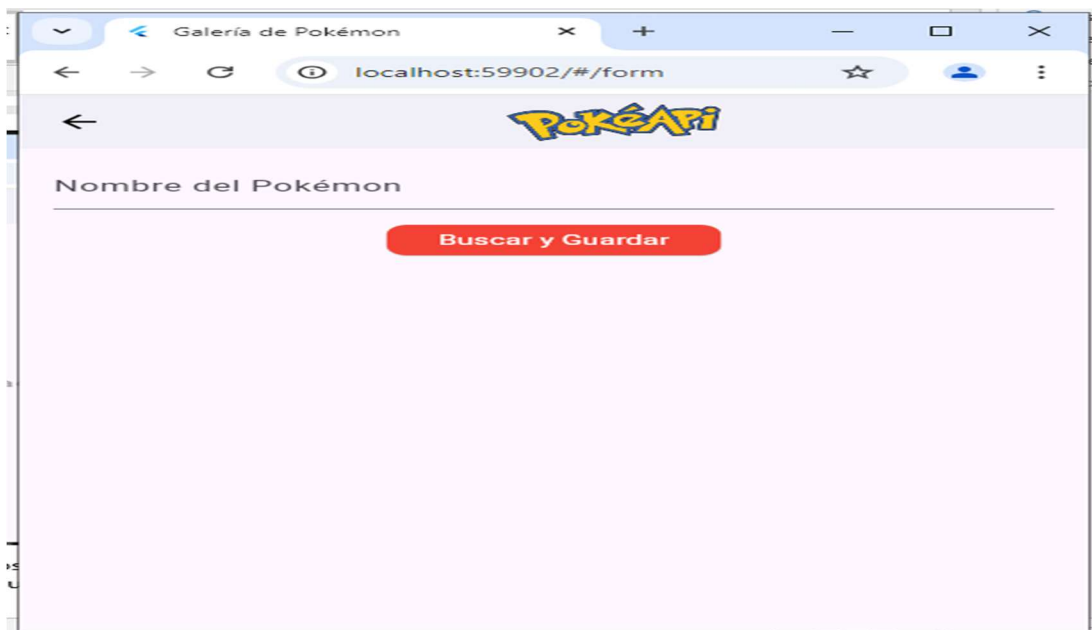 Galería de Pokémon
localhost:59902/#/form
PokéApi
Nombre del Pokémon
Buscar y Guardar